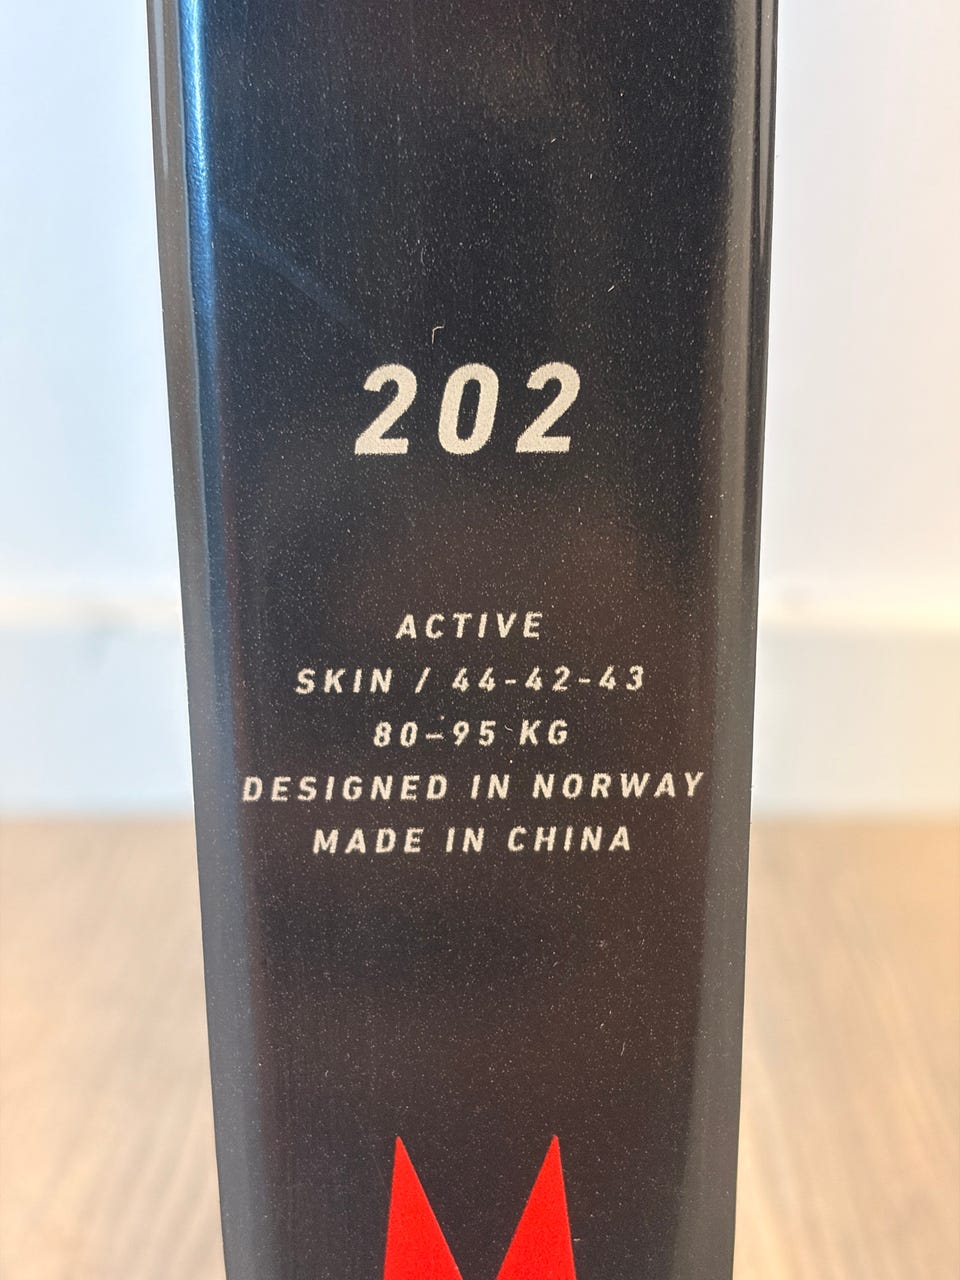 202
ACTIVE
SKIN / 44-42-43
80-95 KG
DESIGNED IN NORWAY
MADE IN CHINA